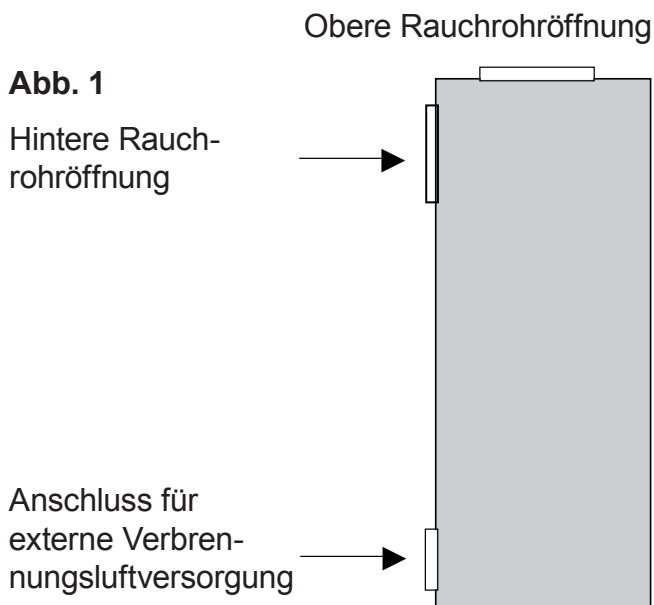 Obere Rauchrohröffnung
Abb. 1
Hintere Rauch-
rohröffnung
Anschluss für
externe Verbren-
nungsluftversorgung